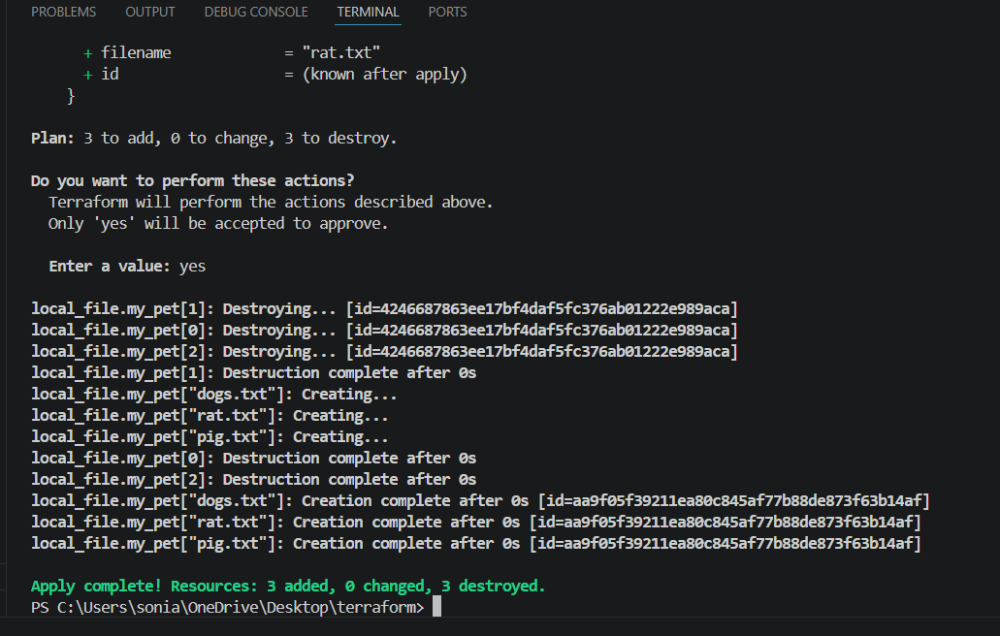 PROBLEMS OUTPUT DEBUG CONSOLE TERMINAL PORTS
+ filename = "rat.txt"
+ id = (known after apply)
}
Plan: 3 to add, 0 to change, 3 to destroy.
Do you want to perform these actions?
Terraform will perform the actions described above.
Only 'yes' will be accepted to approve.
Enter a value: yes
local_file.my_pet[1]: Destroying... [id=4246687863ee17bf4daf5fc376ab01222e989aca]
local_file.my_pet[0]: Destroying... [id=4246687863ee17bf4daf5fc376ab01222e989aca]
local_file.my_pet[2]: Destroying... [id=4246687863ee17bf4daf5fc376ab01222e989aca]
local_file.my_pet[1]: Destruction complete after 0s
local_file.my_pet["dogs.txt"]: Creating...
local_file.my_pet["rat.txt"]: Creating...
local_file.my_pet["pig.txt"]: Creating...
local_file.my_pet[0]: Destruction complete after 0s
local_file.my_pet[2]: Destruction complete after 0s
local_file.my_pet["dogs.txt"]: Creation complete after 0s [id=aa9f05f39211ea80c845af77b88de873f63b14af]
local_file.my_pet["rat.txt"]: Creation complete after 0s [id=aa9f05f39211ea80c845af77b88de873f63b14af]
local_file.my_pet["pig.txt"]: Creation complete after 0s [id=aa9f05f39211ea80c845af77b88de873f63b14af]
Apply complete! Resources: 3 added, 0 changed, 3 destroyed.
PS C:\Users\sonia\OneDrive\Desktop\terraform>